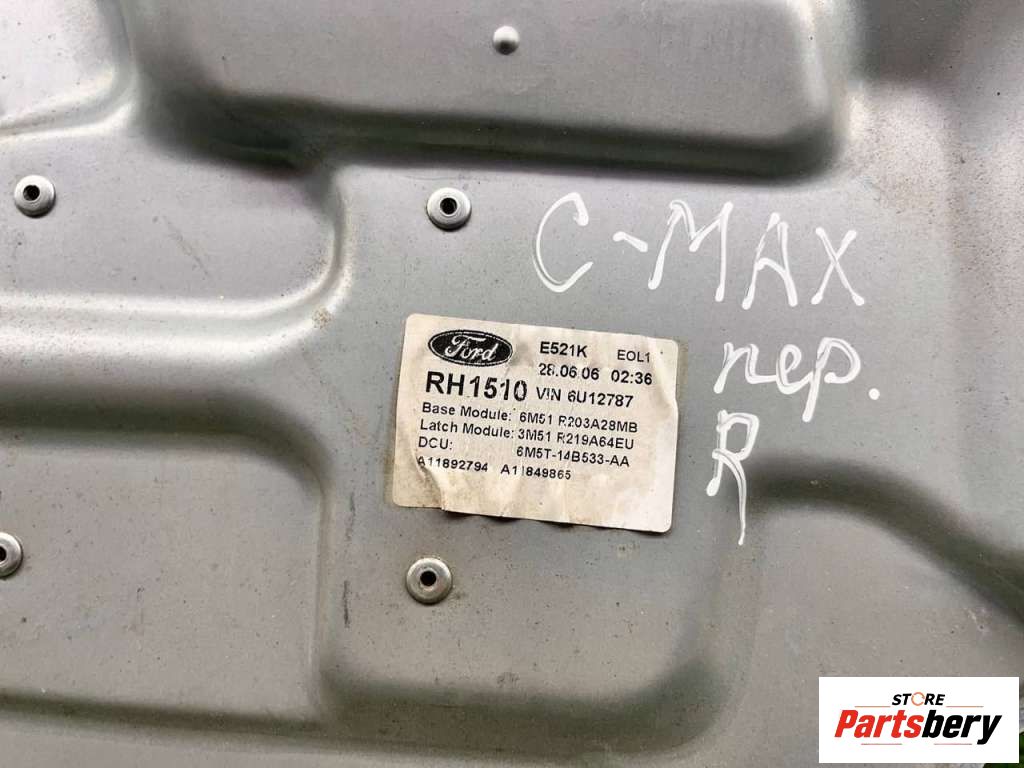 C-MAX
пер.
R
Ford
E521K EOL1
28.06.06 02:36
RH1510 VIN 6U12787
Base Module: 6M51 R203A28MB
Latch Module: 3M51 R219A64EU
DCU: 6M5T-14B533-AA
A11892794 A11849865
STORE
Partsbery